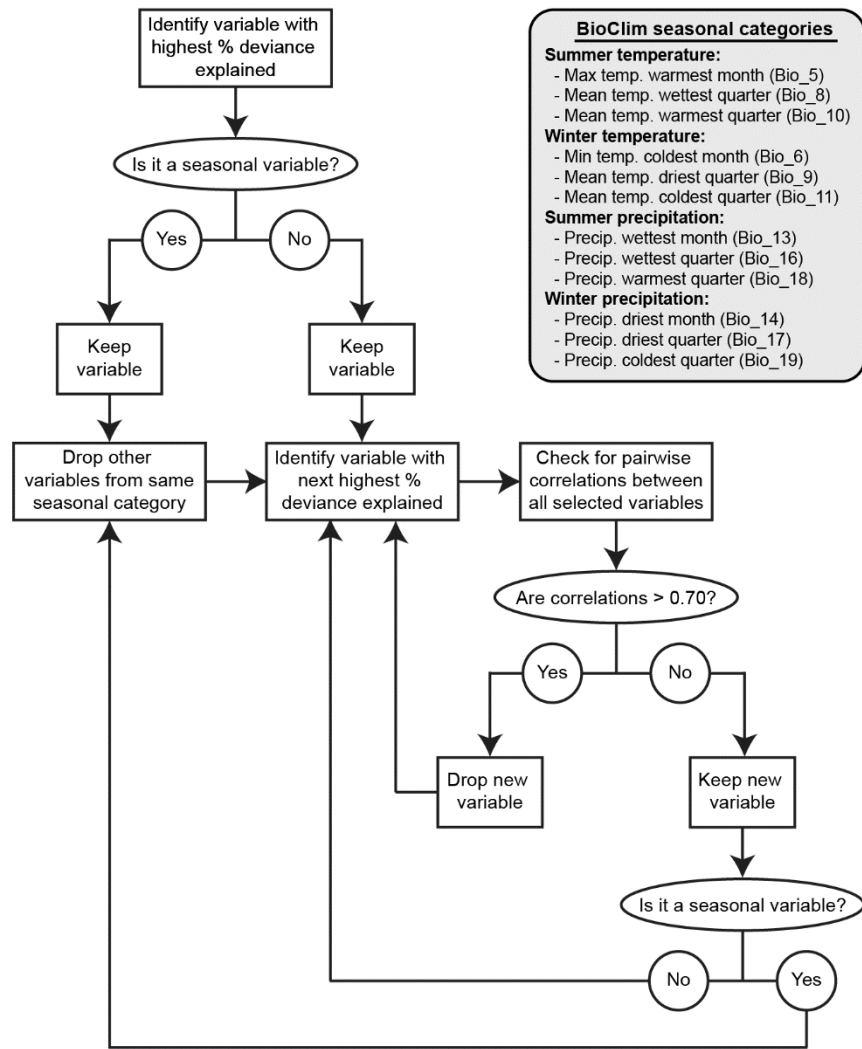 Identify variable with
highest % deviance
explained
Is it a seasonal variable?
Yes
No
Keep
variable
Keep
variable
Drop other
variables from same
seasonal category
Identify variable with
next highest %
deviance explained
Check for pairwise
correlations between
all selected variables
Are correlations > 0.70?
Yes
No
Drop new
variable
Keep new
variable
Is it a seasonal variable?
No
Yes
BioClim seasonal categories
Summer temperature:
- Max temp. warmest month (Bio_5)
- Mean temp. wettest quarter (Bio_8)
- Mean temp. warmest quarter (Bio_10)
Winter temperature:
- Min temp. coldest month (Bio_6)
- Mean temp. driest quarter (Bio_9)
- Mean temp. coldest quarter (Bio_11)
Summer precipitation:
- Precip. wettest month (Bio_13)
- Precip. wettest quarter (Bio_16)
- Precip. warmest quarter (Bio_18)
Winter precipitation:
- Precip. driest month (Bio_14)
- Precip. driest quarter (Bio_17)
- Precip. coldest quarter (Bio_19)